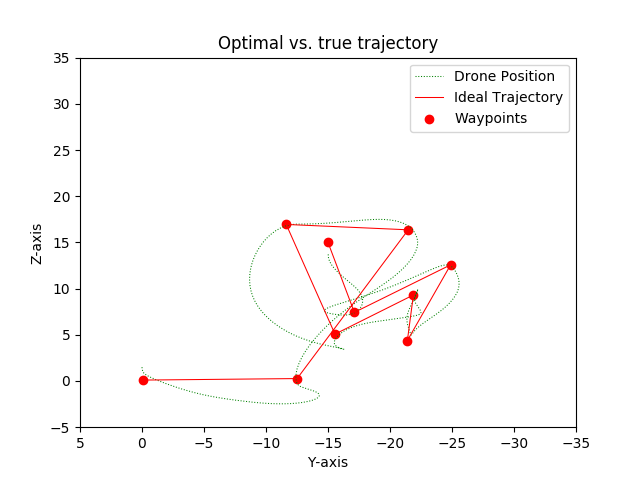 Optimal vs. true trajectory
Drone Position
Ideal Trajectory
Waypoints
35
30
25
20
15
10
5
0
−5
Z-axis
5 0 −5 −10 −15 −20 −25 −30 −35
Y-axis